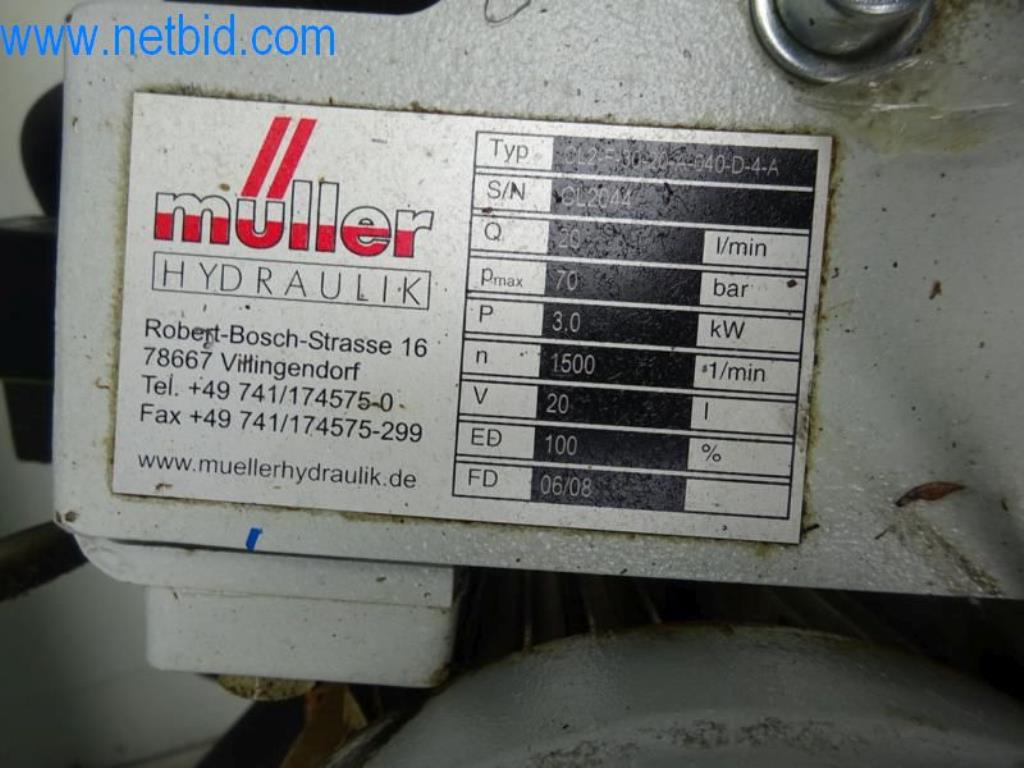 www.netbid.com
müller
HYDRAULIK
Robert-Bosch-Strasse 16
78667 Villingendorf
Tel. +49 741/174575-0
Fax +49 741/174575-299
www.muellerhydraulik.de
Typ
S/N CL2044
Q 20 l/min
pmax 70 bar
P 3,0 kW
n 1500 1/min
V 20 l
ED 100 %
FD 06/08